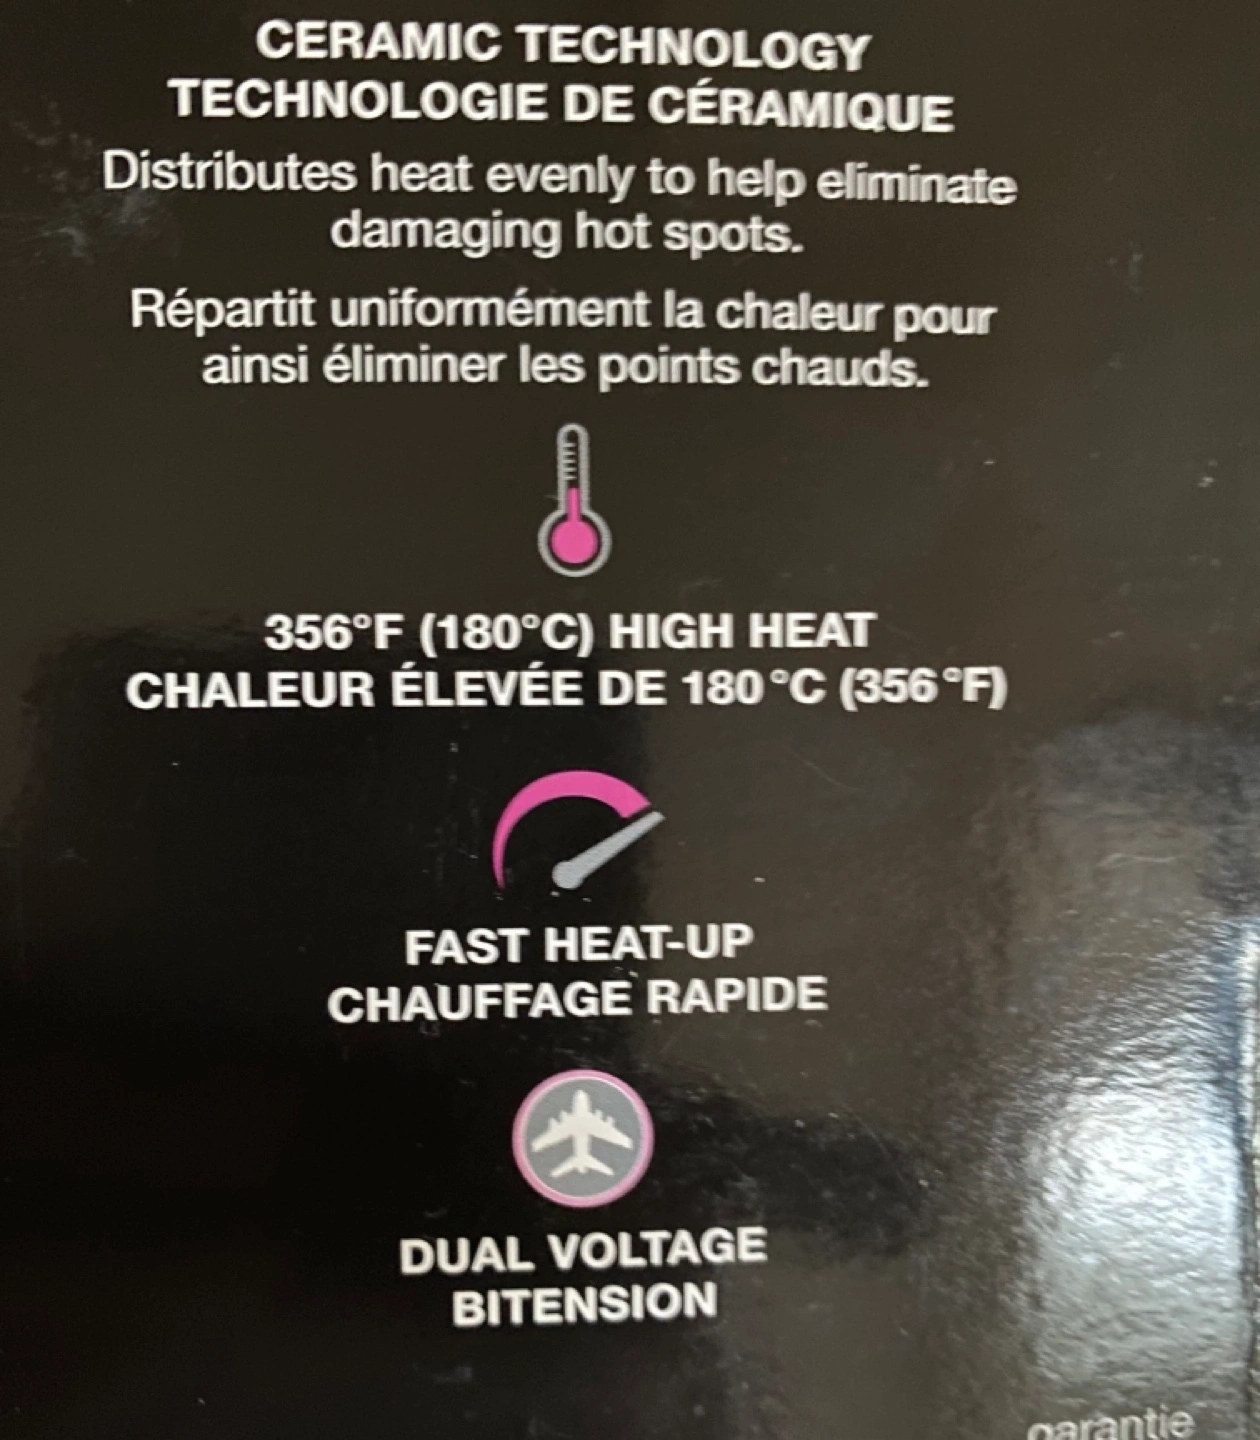 CERAMIC TECHNOLOGY
TECHNOLOGIE DE CÉRAMIQUE
Distributes heat evenly to help eliminate
damaging hot spots.
Répartit uniformément la chaleur pour
ainsi éliminer les points chauds.
356°F (180°C) HIGH HEAT
CHALEUR ÉLEVÉE DE 180°C (356°F)
FAST HEAT-UP
CHAUFFAGE RAPIDE
DUAL VOLTAGE
BITENSION
garantie